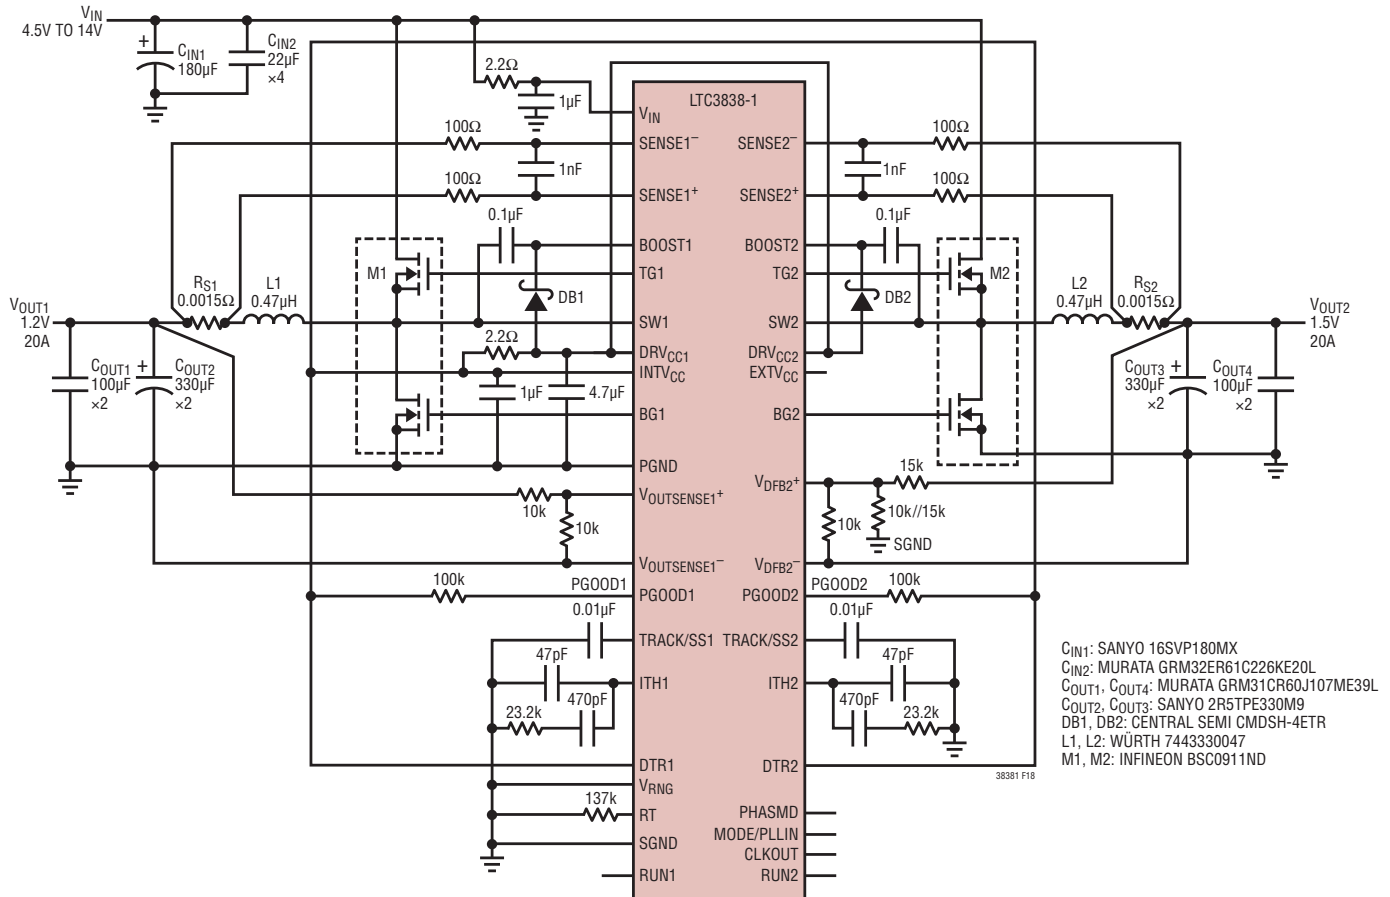 VIN
4.5V TO 14V
+
CIN1
180µF
CIN2
22µF
×4
2.2Ω
1µF
LTC3838-1
VIN
100Ω
SENSE1–
SENSE2–
100Ω
1nF
1nF
100Ω
SENSE1+
SENSE2+
100Ω
0.1µF
0.1µF
BOOST1
BOOST2
M1
TG1
TG2
M2
RS1
0.0015Ω
L1
0.47µH
DB1
DB2
L2
0.47µH
RS2
0.0015Ω
VOUT1
1.2V
20A
SW1
SW2
VOUT2
1.5V
20A
2.2Ω
DRVCC1
DRVCC2
INTVCC
EXTVCC
COUT1
100µF
×2
+
COUT2
330µF
×2
1µF
4.7µF
COUT3
330µF
×2
+
COUT4
100µF
×2
BG1
BG2
PGND
15k
VOUTSENSE1+
VDFB2+
10k
10k
10k
10k//15k
SGND
VOUTSENSE1–
VDFB2–
100k
PGOOD1
PGOOD1
PGOOD2
PGOOD2
100k
0.01µF
0.01µF
TRACK/SS1
TRACK/SS2
47pF
47pF
ITH1
ITH2
470pF
470pF
23.2k
23.2k
DTR1
DTR2
38381 F18
VRNG
137k
RT
PHASMD
MODE/PLLIN
SGND
CLKOUT
RUN1
RUN2
CIN1: SANYO 16SVP180MX
CIN2: MURATA GRM32ER61C226KE20L
COUT1, COUT4: MURATA GRM31CR60J107ME39L
COUT2, COUT3: SANYO 2R5TPE330M9
DB1, DB2: CENTRAL SEMI CMDSH-4ETR
L1, L2: WÜRTH 7443330047
M1, M2: INFINEON BSC0911ND